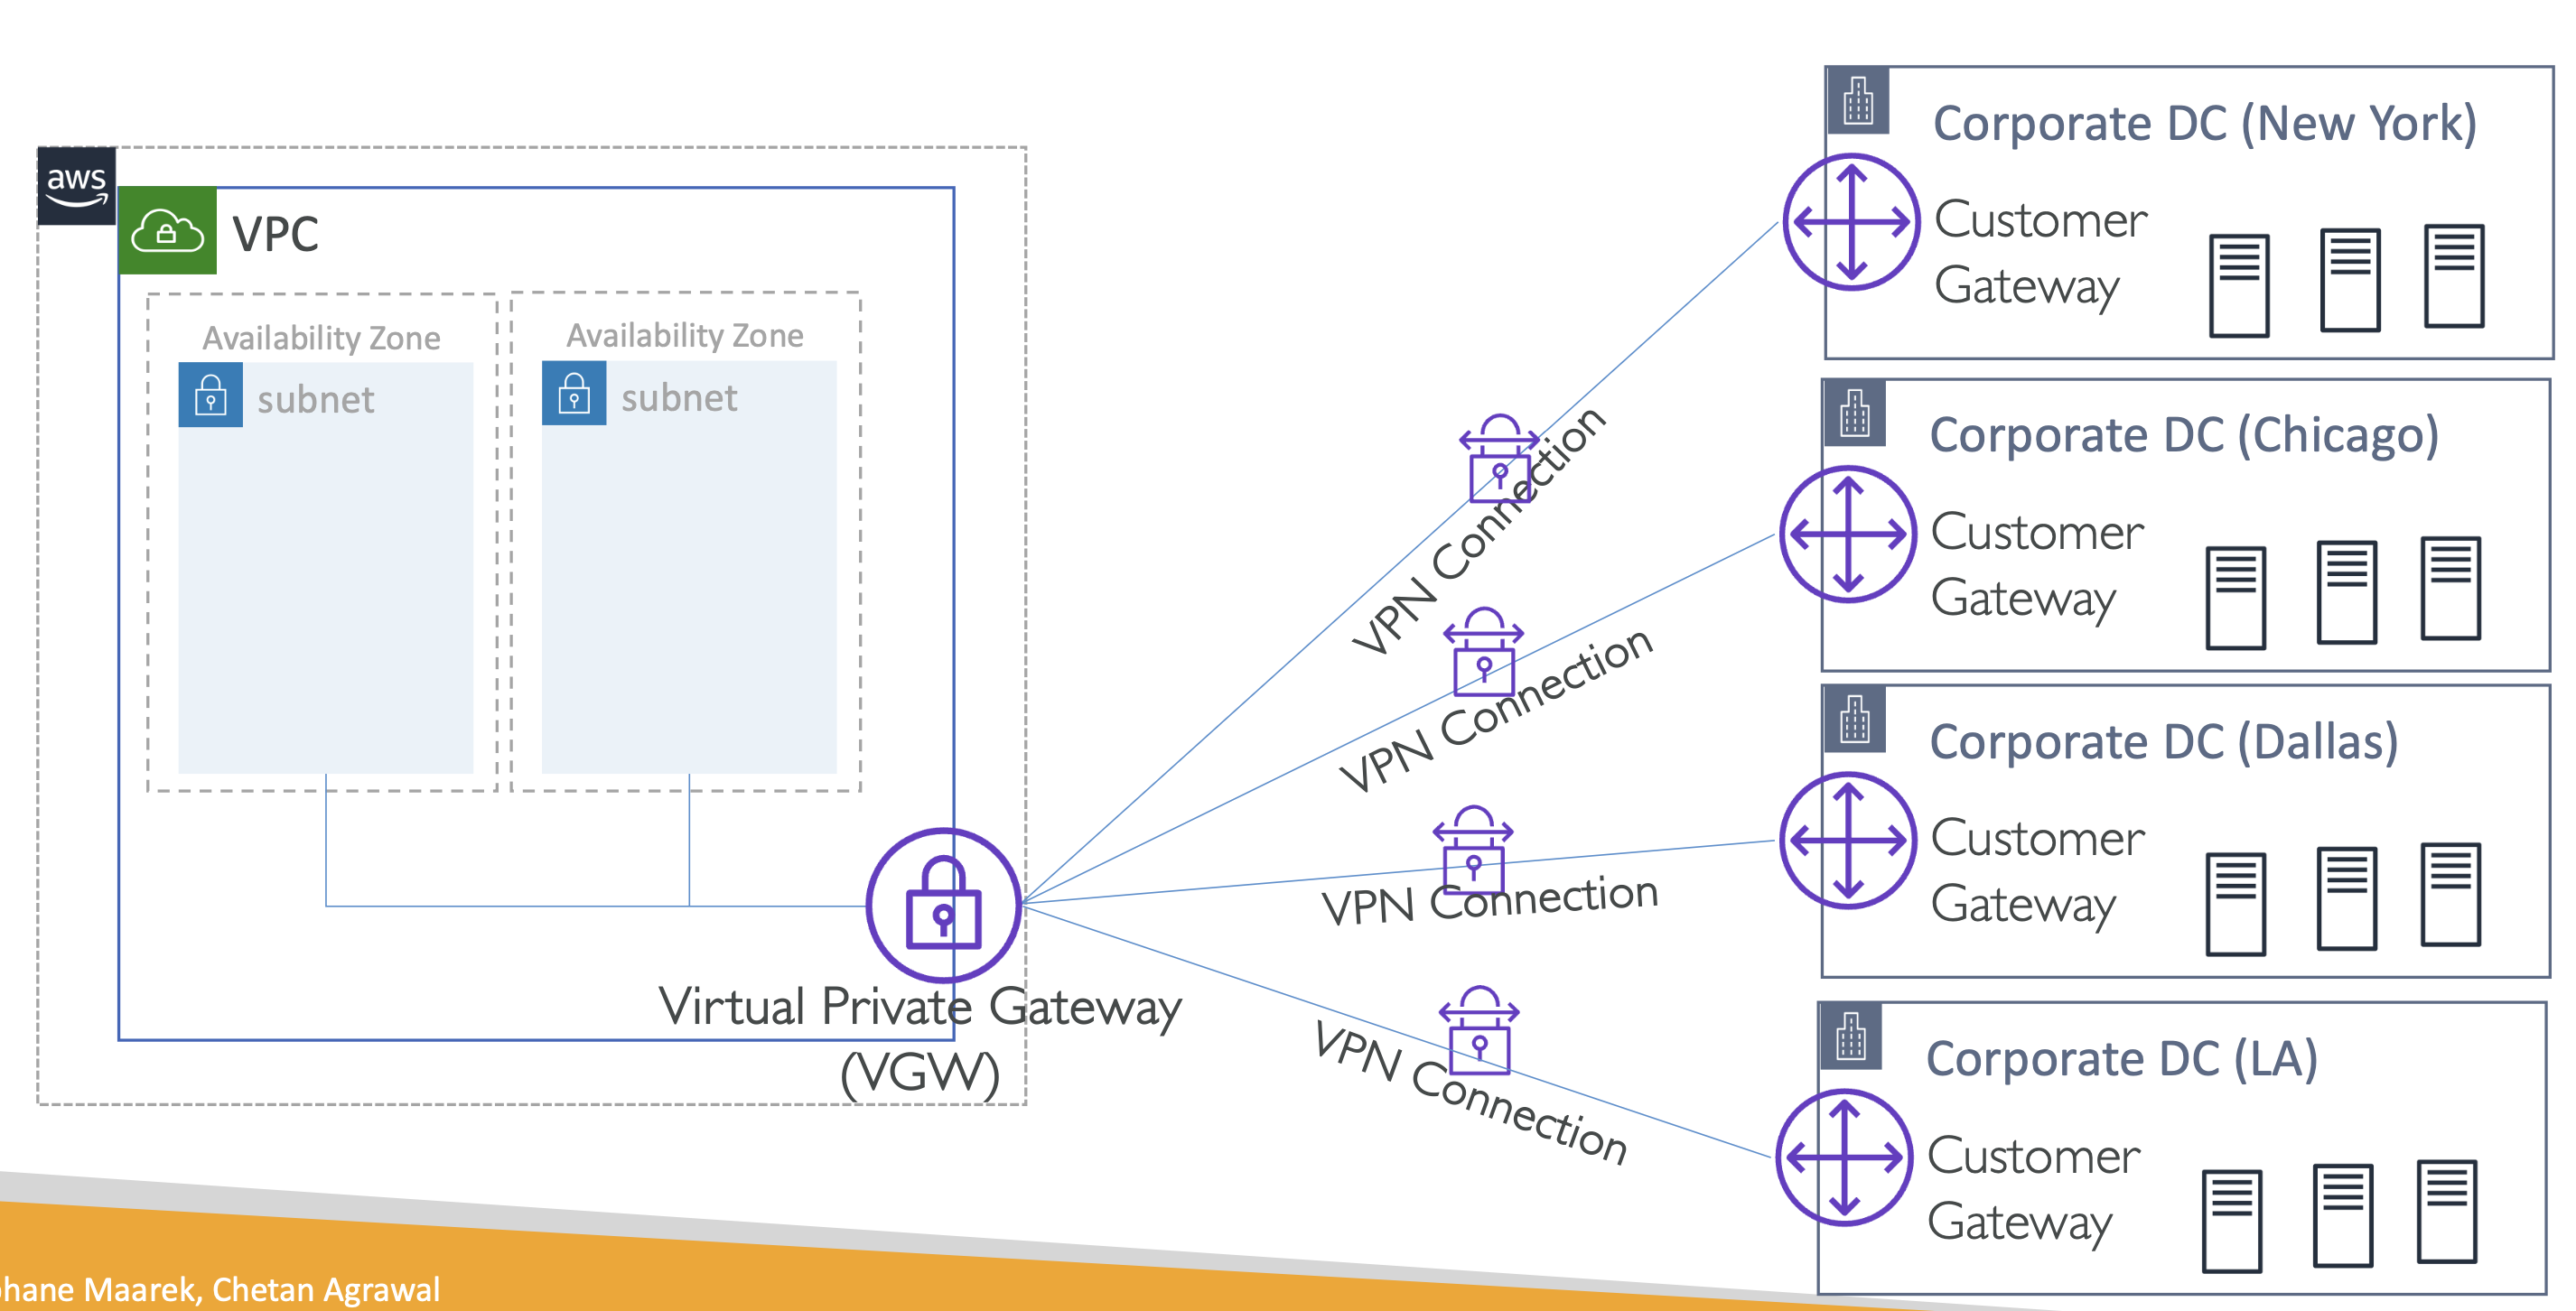 aws
VPC
Availability Zone
subnet
Availability Zone
subnet
Virtual Private Gateway
(VGW)
VPN Connection
VPN Connection
VPN Connection
VPN Connection
Corporate DC (New York)
Customer
Gateway
Corporate DC (Chicago)
Customer
Gateway
Corporate DC (Dallas)
Customer
Gateway
Corporate DC (LA)
Customer
Gateway
Maarek, Chetan Agrawal